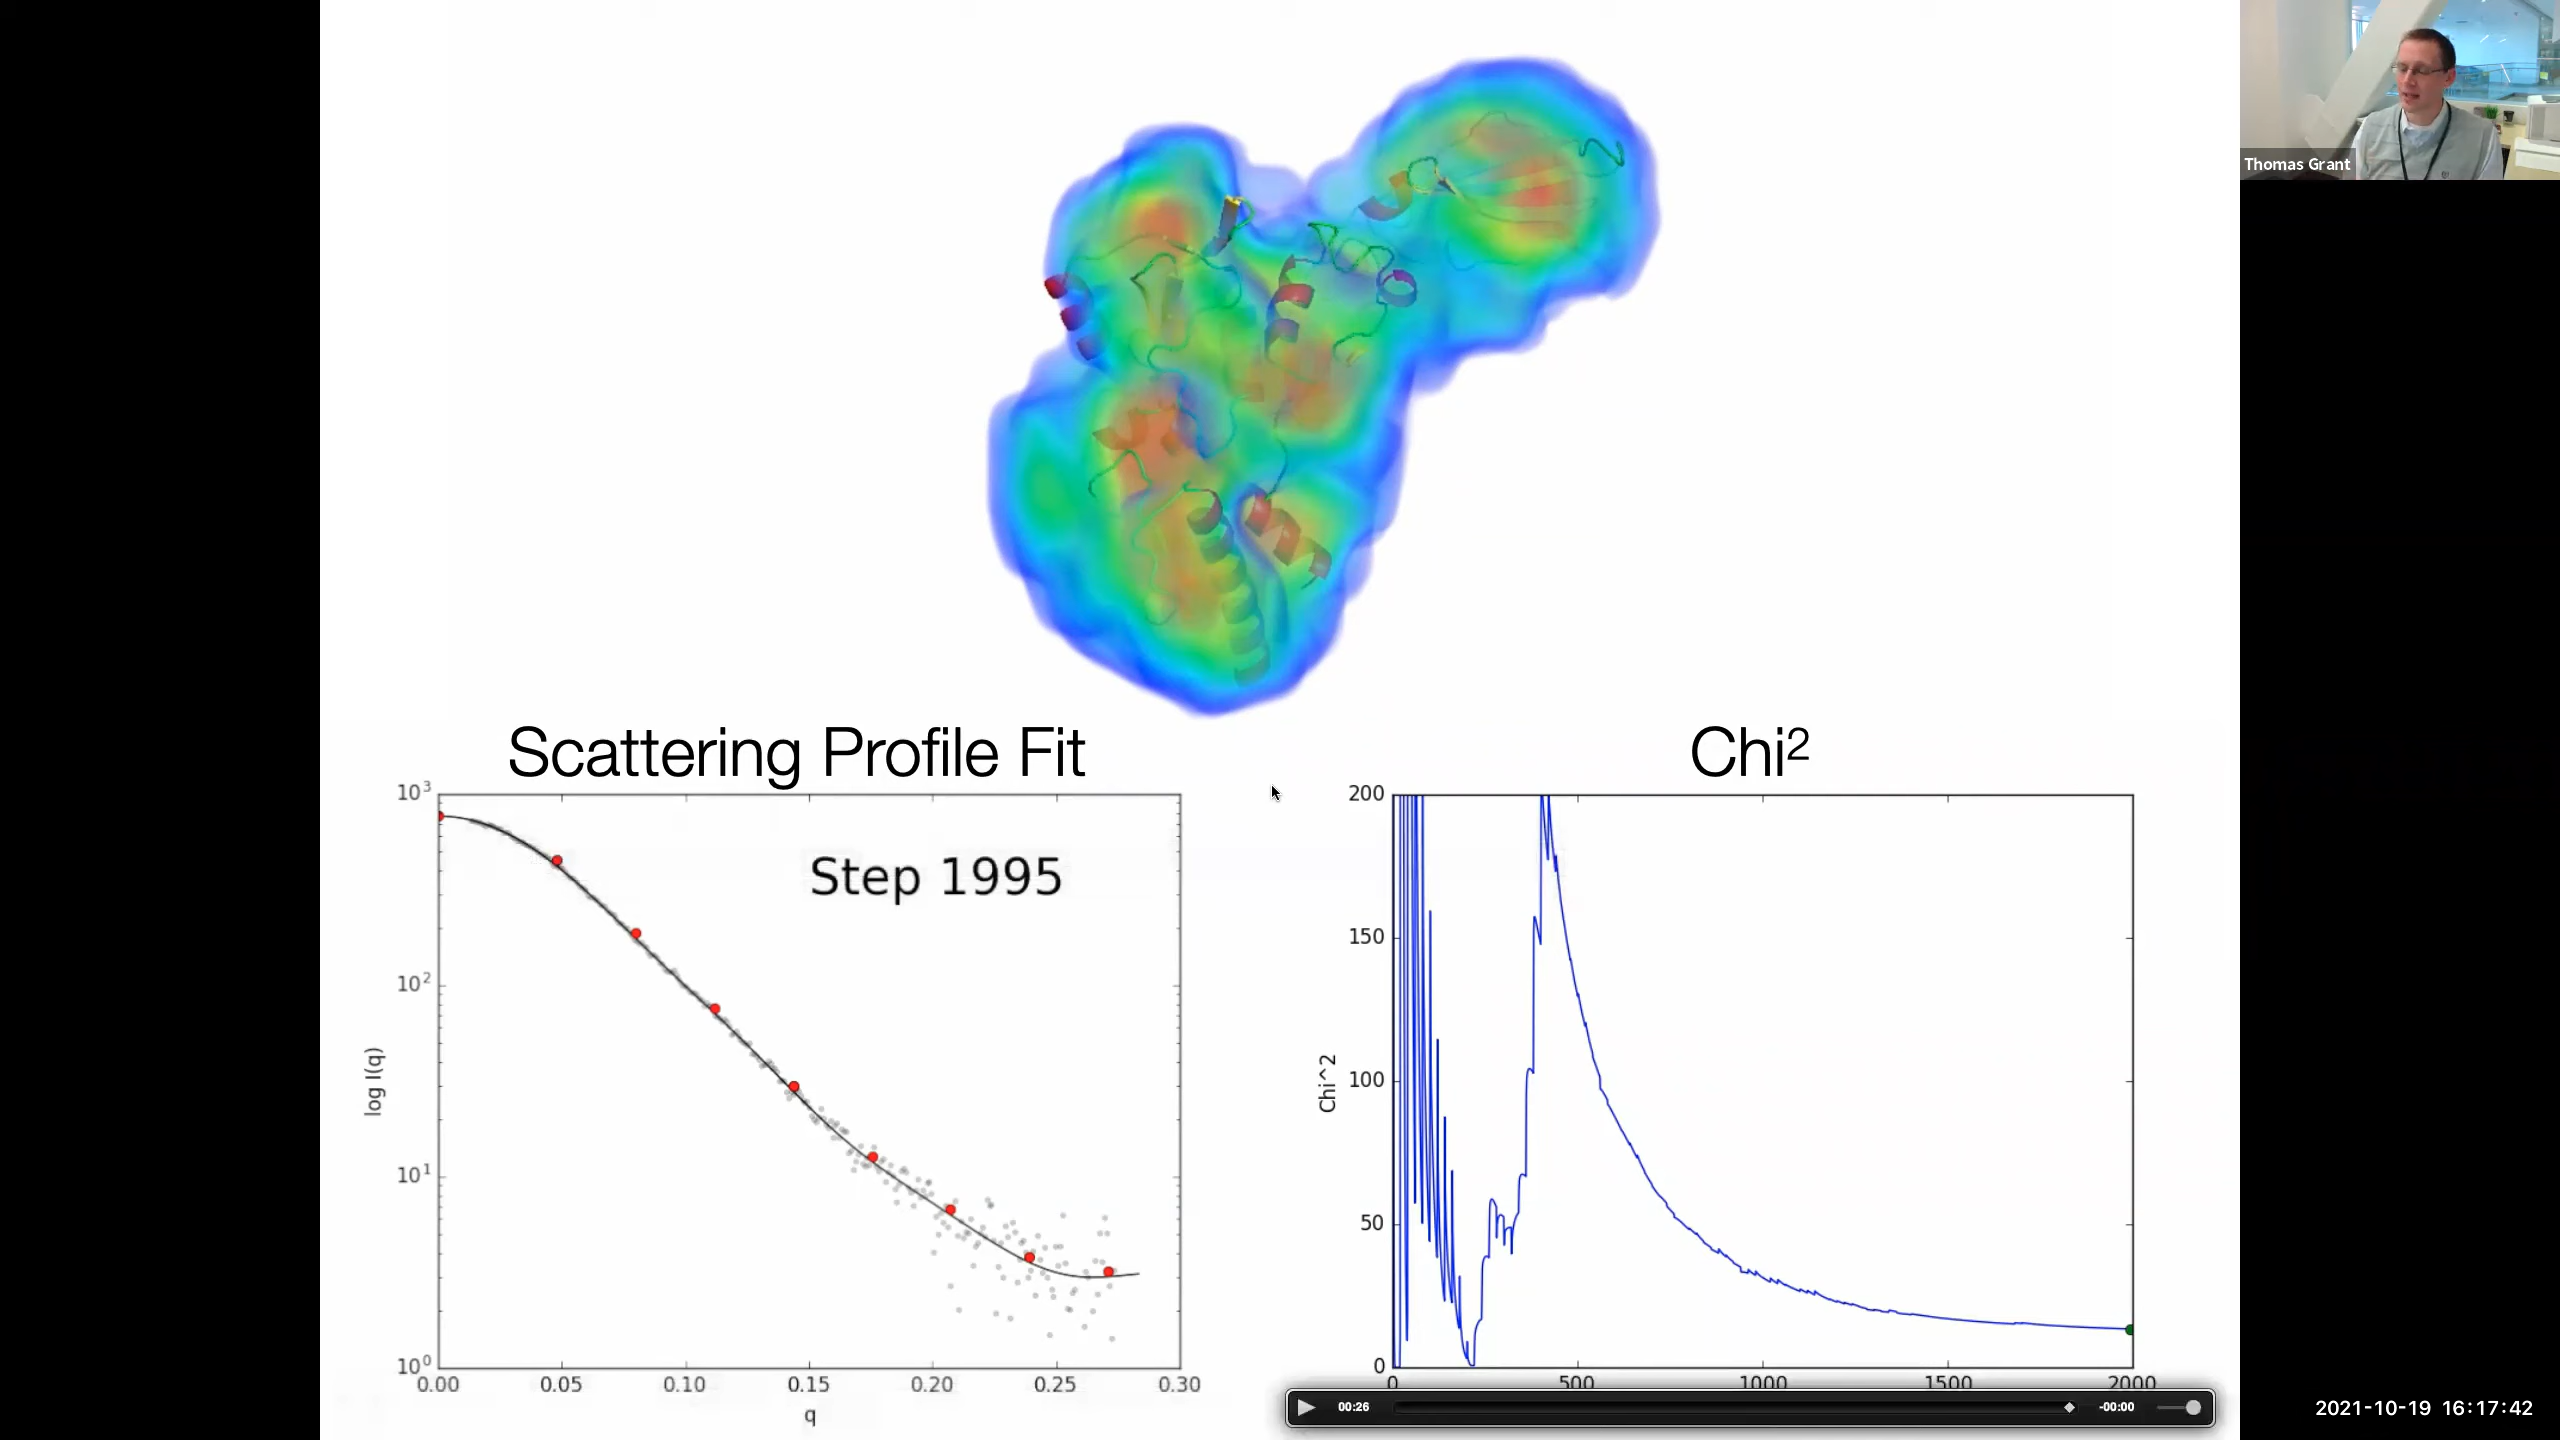 Thomas Grant
Scattering Profile Fit
Chi²
10³
10²
10¹
10⁰
log I(q)
Step 1995
0.00 0.05 0.10 0.15 0.20 0.25 0.30
q
200
150
100
50
0
Chi^2
0 500 1000 1500 2000
00:26
-00:00
2021-10-19 16:17:42